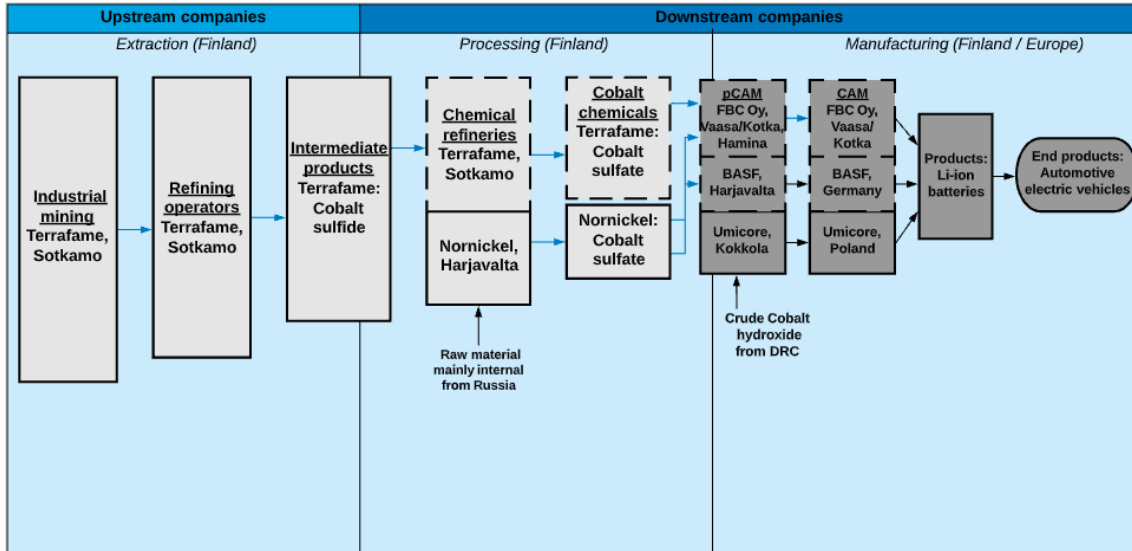 Upstream companies
Downstream companies
Extraction (Finland)
Processing (Finland)
Manufacturing (Finland / Europe)
Industrial
mining
Terrafame,
Sotkamo
Refining
operators
Terrafame,
Sotkamo
Intermediate
products
Terrafame:
Cobalt
sulfide
Chemical
refineries
Terrafame,
Sotkamo
Nornickel,
Harjavalta
Raw material
mainly internal
from Russia
Cobalt
chemicals
Terrafame:
Cobalt
sulfate
Nornickel:
Cobalt
sulfate
pCAM
FBC Oy,
Vaasa/Kotka,
Hamina
BASF,
Harjavalta
Umicore,
Kokkola
Crude Cobalt
hydroxide
from DRC
CAM
FBC Oy,
Vaasa/
Kotka
BASF,
Germany
Umicore,
Poland
Products:
Li-ion
batteries
End products:
Automotive
electric vehicles